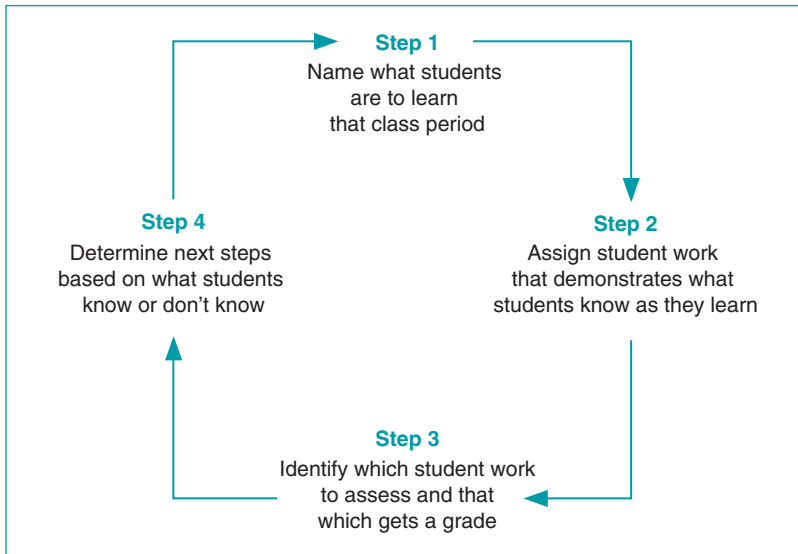 Step 1
Name what students
are to learn
that class period
Step 2
Assign student work
that demonstrates what
students know as they learn
Step 3
Identify which student work
to assess and that
which gets a grade
Step 4
Determine next steps
based on what students
know or don't know